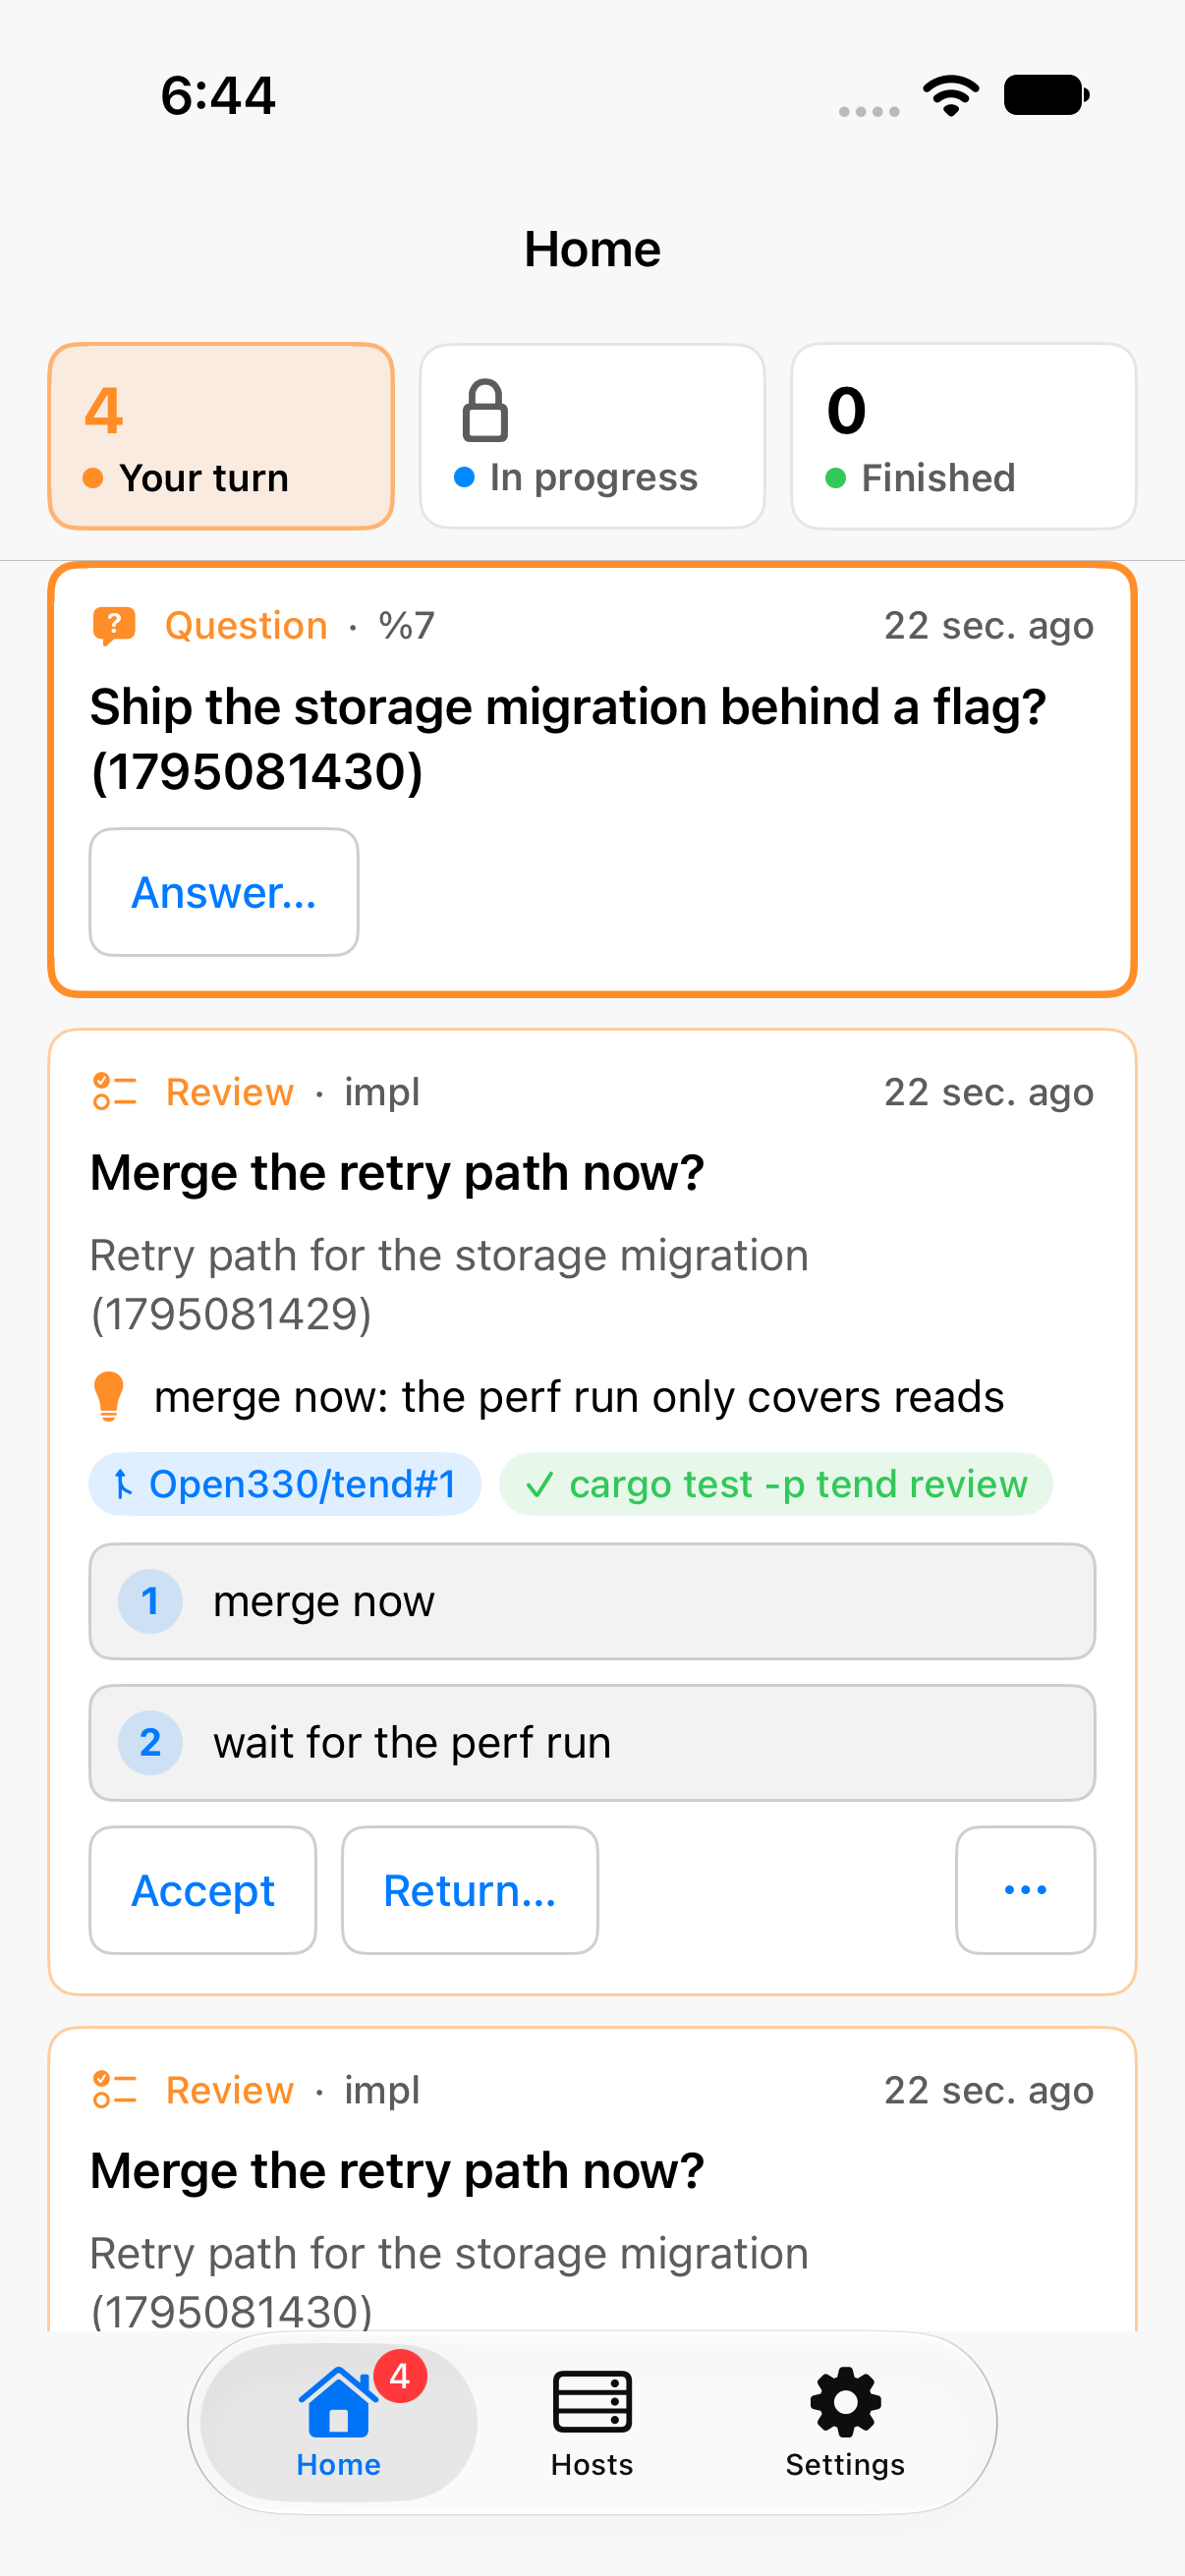 6:44
Home
4
Your turn
In progress
0
Finished
Question · %7
22 sec. ago
Ship the storage migration behind a flag?
(1795081430)
Answer...
Review · impl
22 sec. ago
Merge the retry path now?
Retry path for the storage migration
(1795081429)
merge now: the perf run only covers reads
Open330/tend#1
✓ cargo test -p tend review
1 merge now
2 wait for the perf run
Accept
Return...
...
Review · impl
22 sec. ago
Merge the retry path now?
Retry path for the storage migration
(1795081430)
4
Home
Hosts
Settings